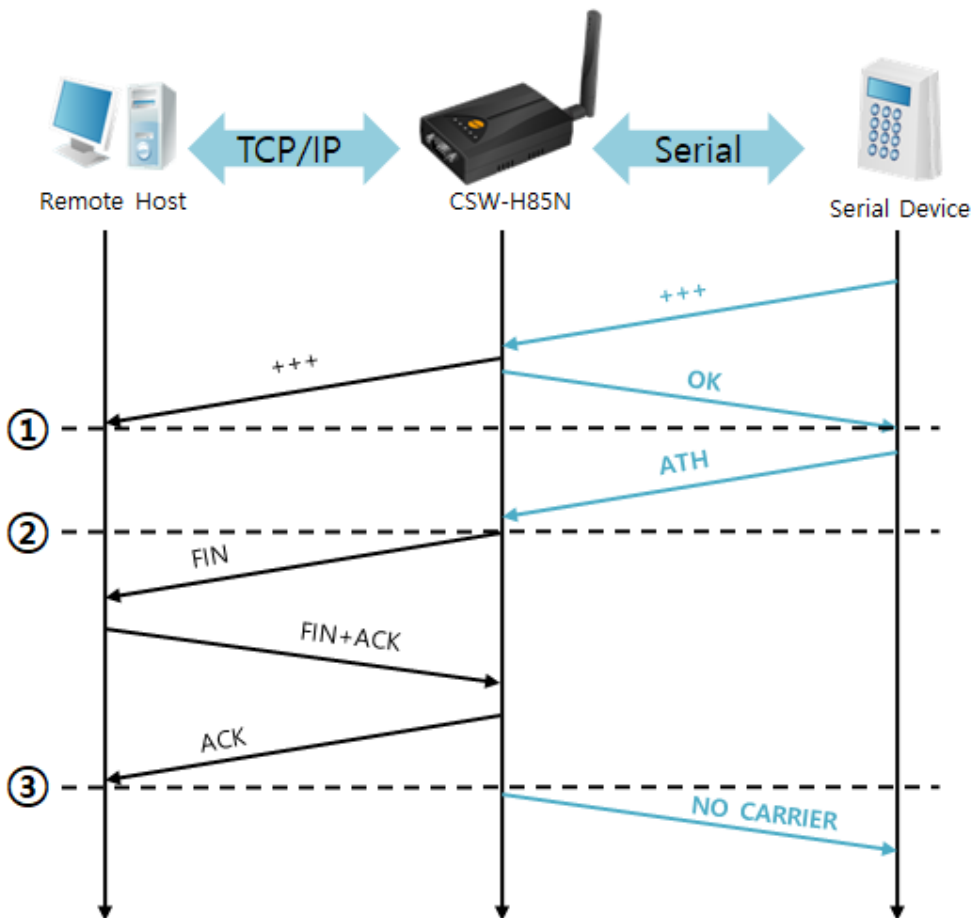 TCP/IP
Serial
Remote Host
CSW-H85N
Serial Device
+++
+++
OK
①
ATH
②
FIN
FIN+ACK
ACK
③
NO CARRIER